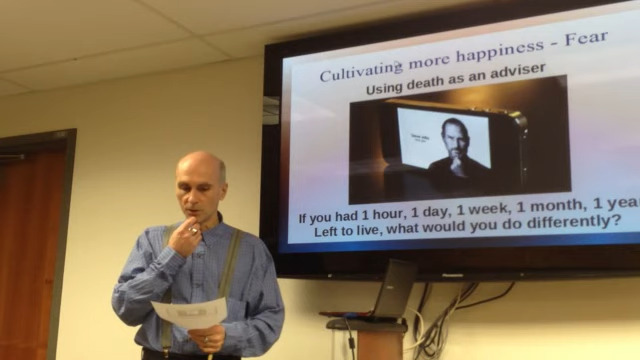 Cultivating more happiness - Fear
Using death as an adviser
If you had 1 hour, 1 day, 1 week, 1 month, 1 year
Left to live, what would you do differently?
Panasonic